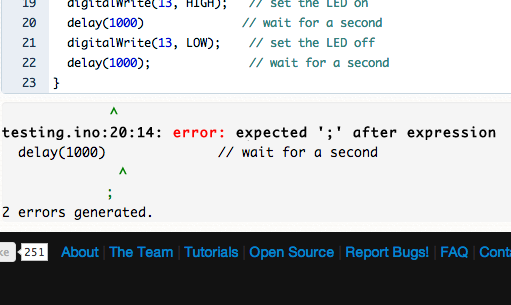 19 digitalWrite(13, HIGH); // set the LED on
20 delay(1000) // wait for a second
21 digitalWrite(13, LOW); // set the LED off
22 delay(1000); // wait for a second
23 }
^
testing.ino:20:14: error: expected ';' after expression
delay(1000) // wait for a second
^
;
2 errors generated.
ke 251 About | The Team | Tutorials | Open Source | Report Bugs! | FAQ | Cont